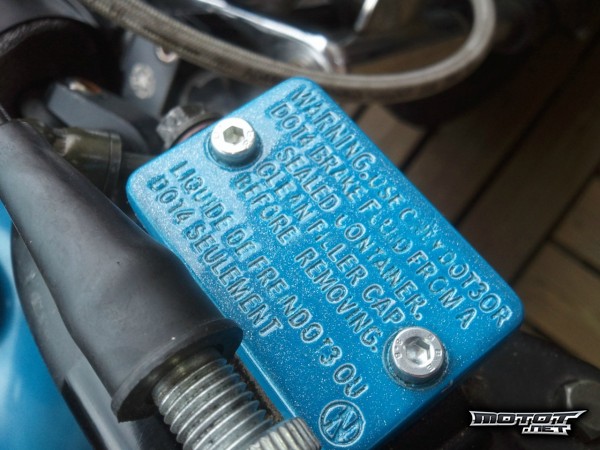 WARNING. USE ONLY DOT3 OR
DOT4 BRAKE FLUID FROM A
SEALED CONTAINER.
CLEAN FILLER CAP
BEFORE REMOVING.
LIQUIDE DE FREIN DOT3 OU
DOT4 SEULEMENT
N
MOTOT
.NET